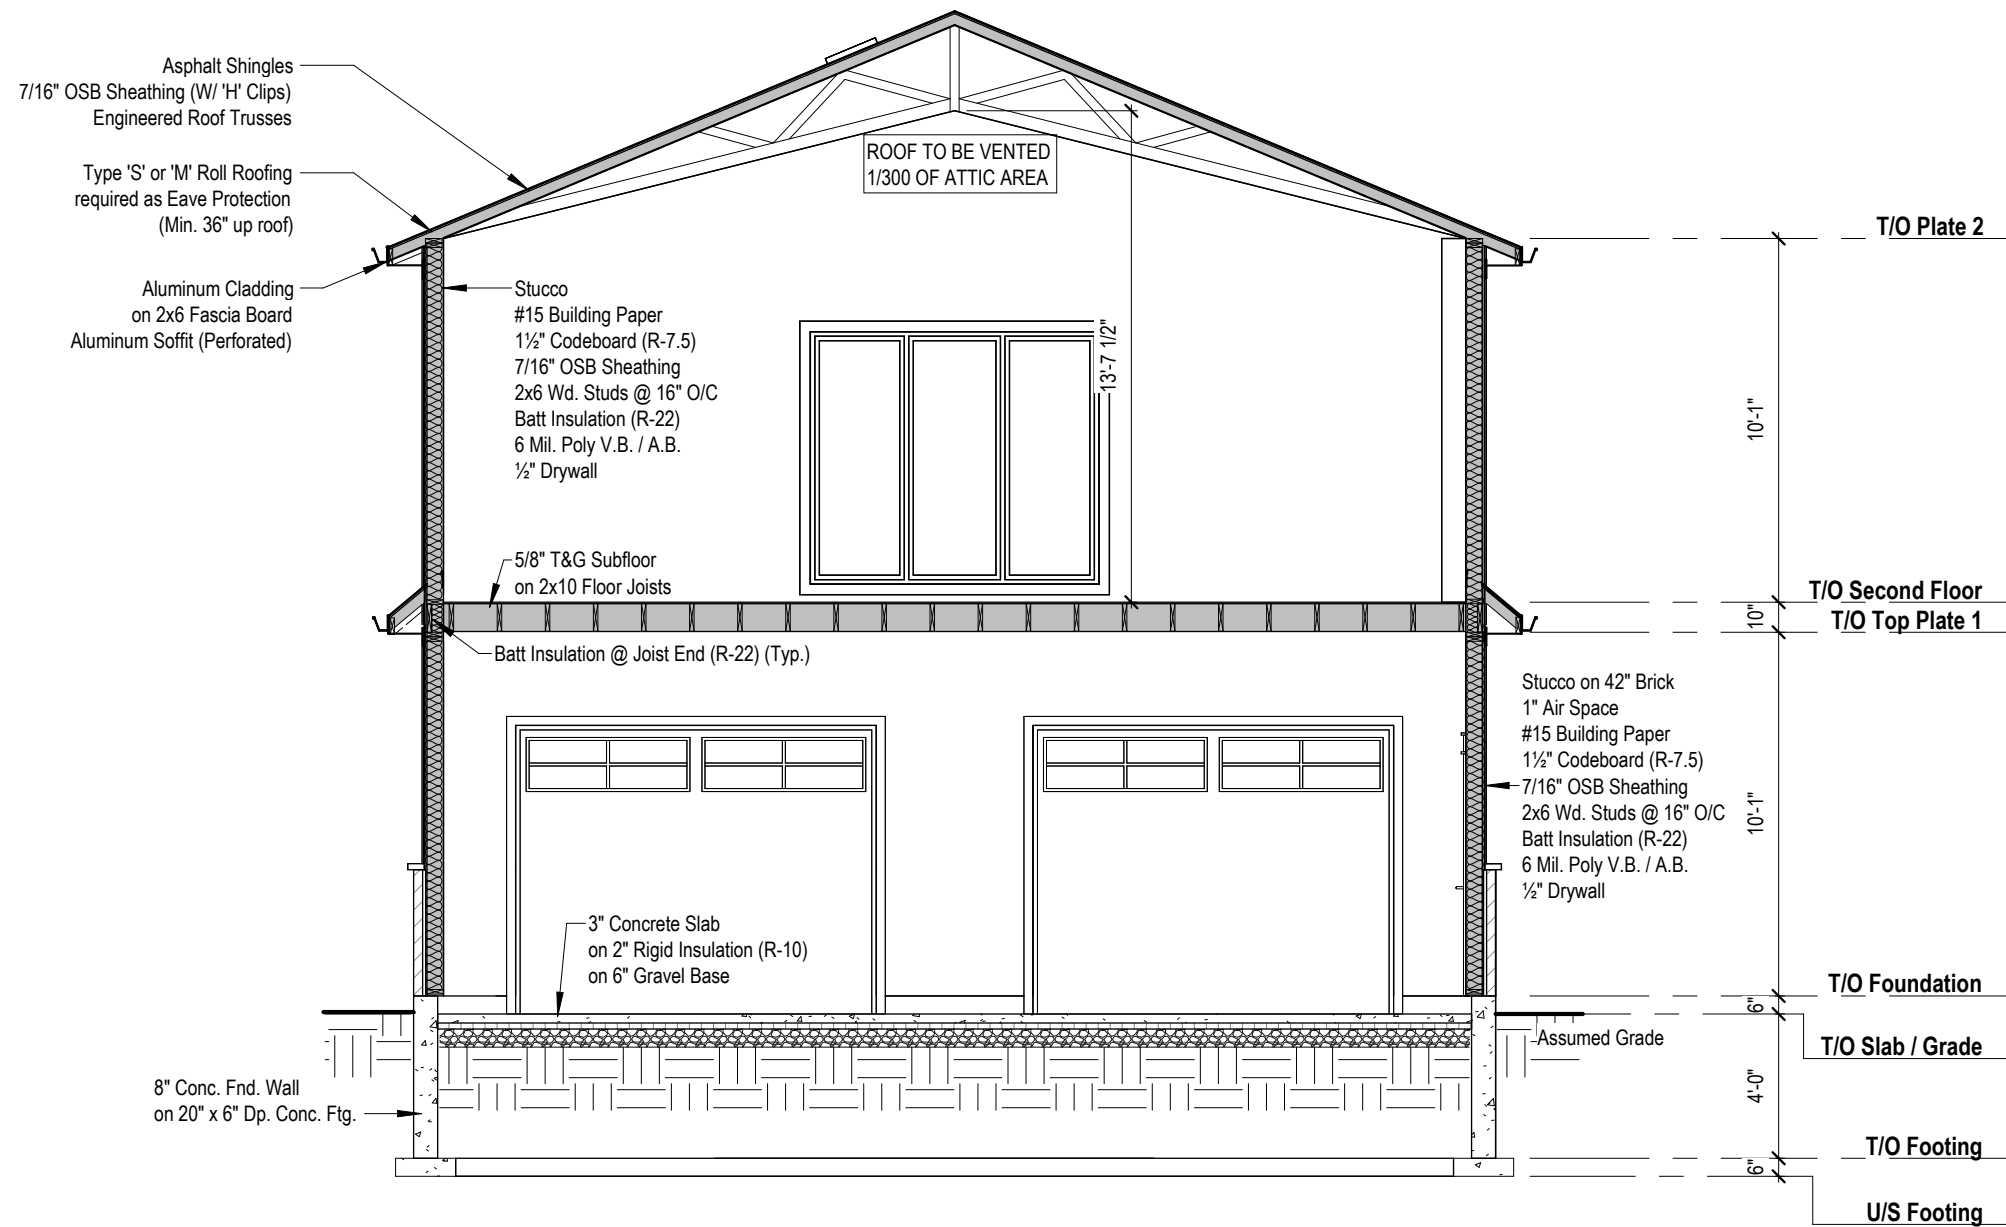 Asphalt Shingles
7/16" OSB Sheathing (W/ 'H' Clips)
Engineered Roof Trusses
Type 'S' or 'M' Roll Roofing
required as Eave Protection
(Min. 36" up roof)
Aluminum Cladding
on 2x6 Fascia Board
Aluminum Soffit (Perforated)
ROOF TO BE VENTED
1/300 OF ATTIC AREA
Stucco
#15 Building Paper
1½" Codeboard (R-7.5)
7/16" OSB Sheathing
2x6 Wd. Studs @ 16" O/C
Batt Insulation (R-22)
6 Mil. Poly V.B. / A.B.
½" Drywall
13'-7 1/2"
5/8" T&G Subfloor
on 2x10 Floor Joists
Batt Insulation @ Joist End (R-22) (Typ.)
3" Concrete Slab
on 2" Rigid Insulation (R-10)
on 6" Gravel Base
8" Conc. Fnd. Wall
on 20" x 6" Dp. Conc. Ftg.
Stucco on 42" Brick
1" Air Space
#15 Building Paper
1½" Codeboard (R-7.5)
7/16" OSB Sheathing
2x6 Wd. Studs @ 16" O/C
Batt Insulation (R-22)
6 Mil. Poly V.B. / A.B.
½" Drywall
Assumed Grade
T/O Plate 2
10'-1"
T/O Second Floor
10"
T/O Top Plate 1
10'-1"
T/O Foundation
6"
T/O Slab / Grade
4'-0"
T/O Footing
6"
U/S Footing